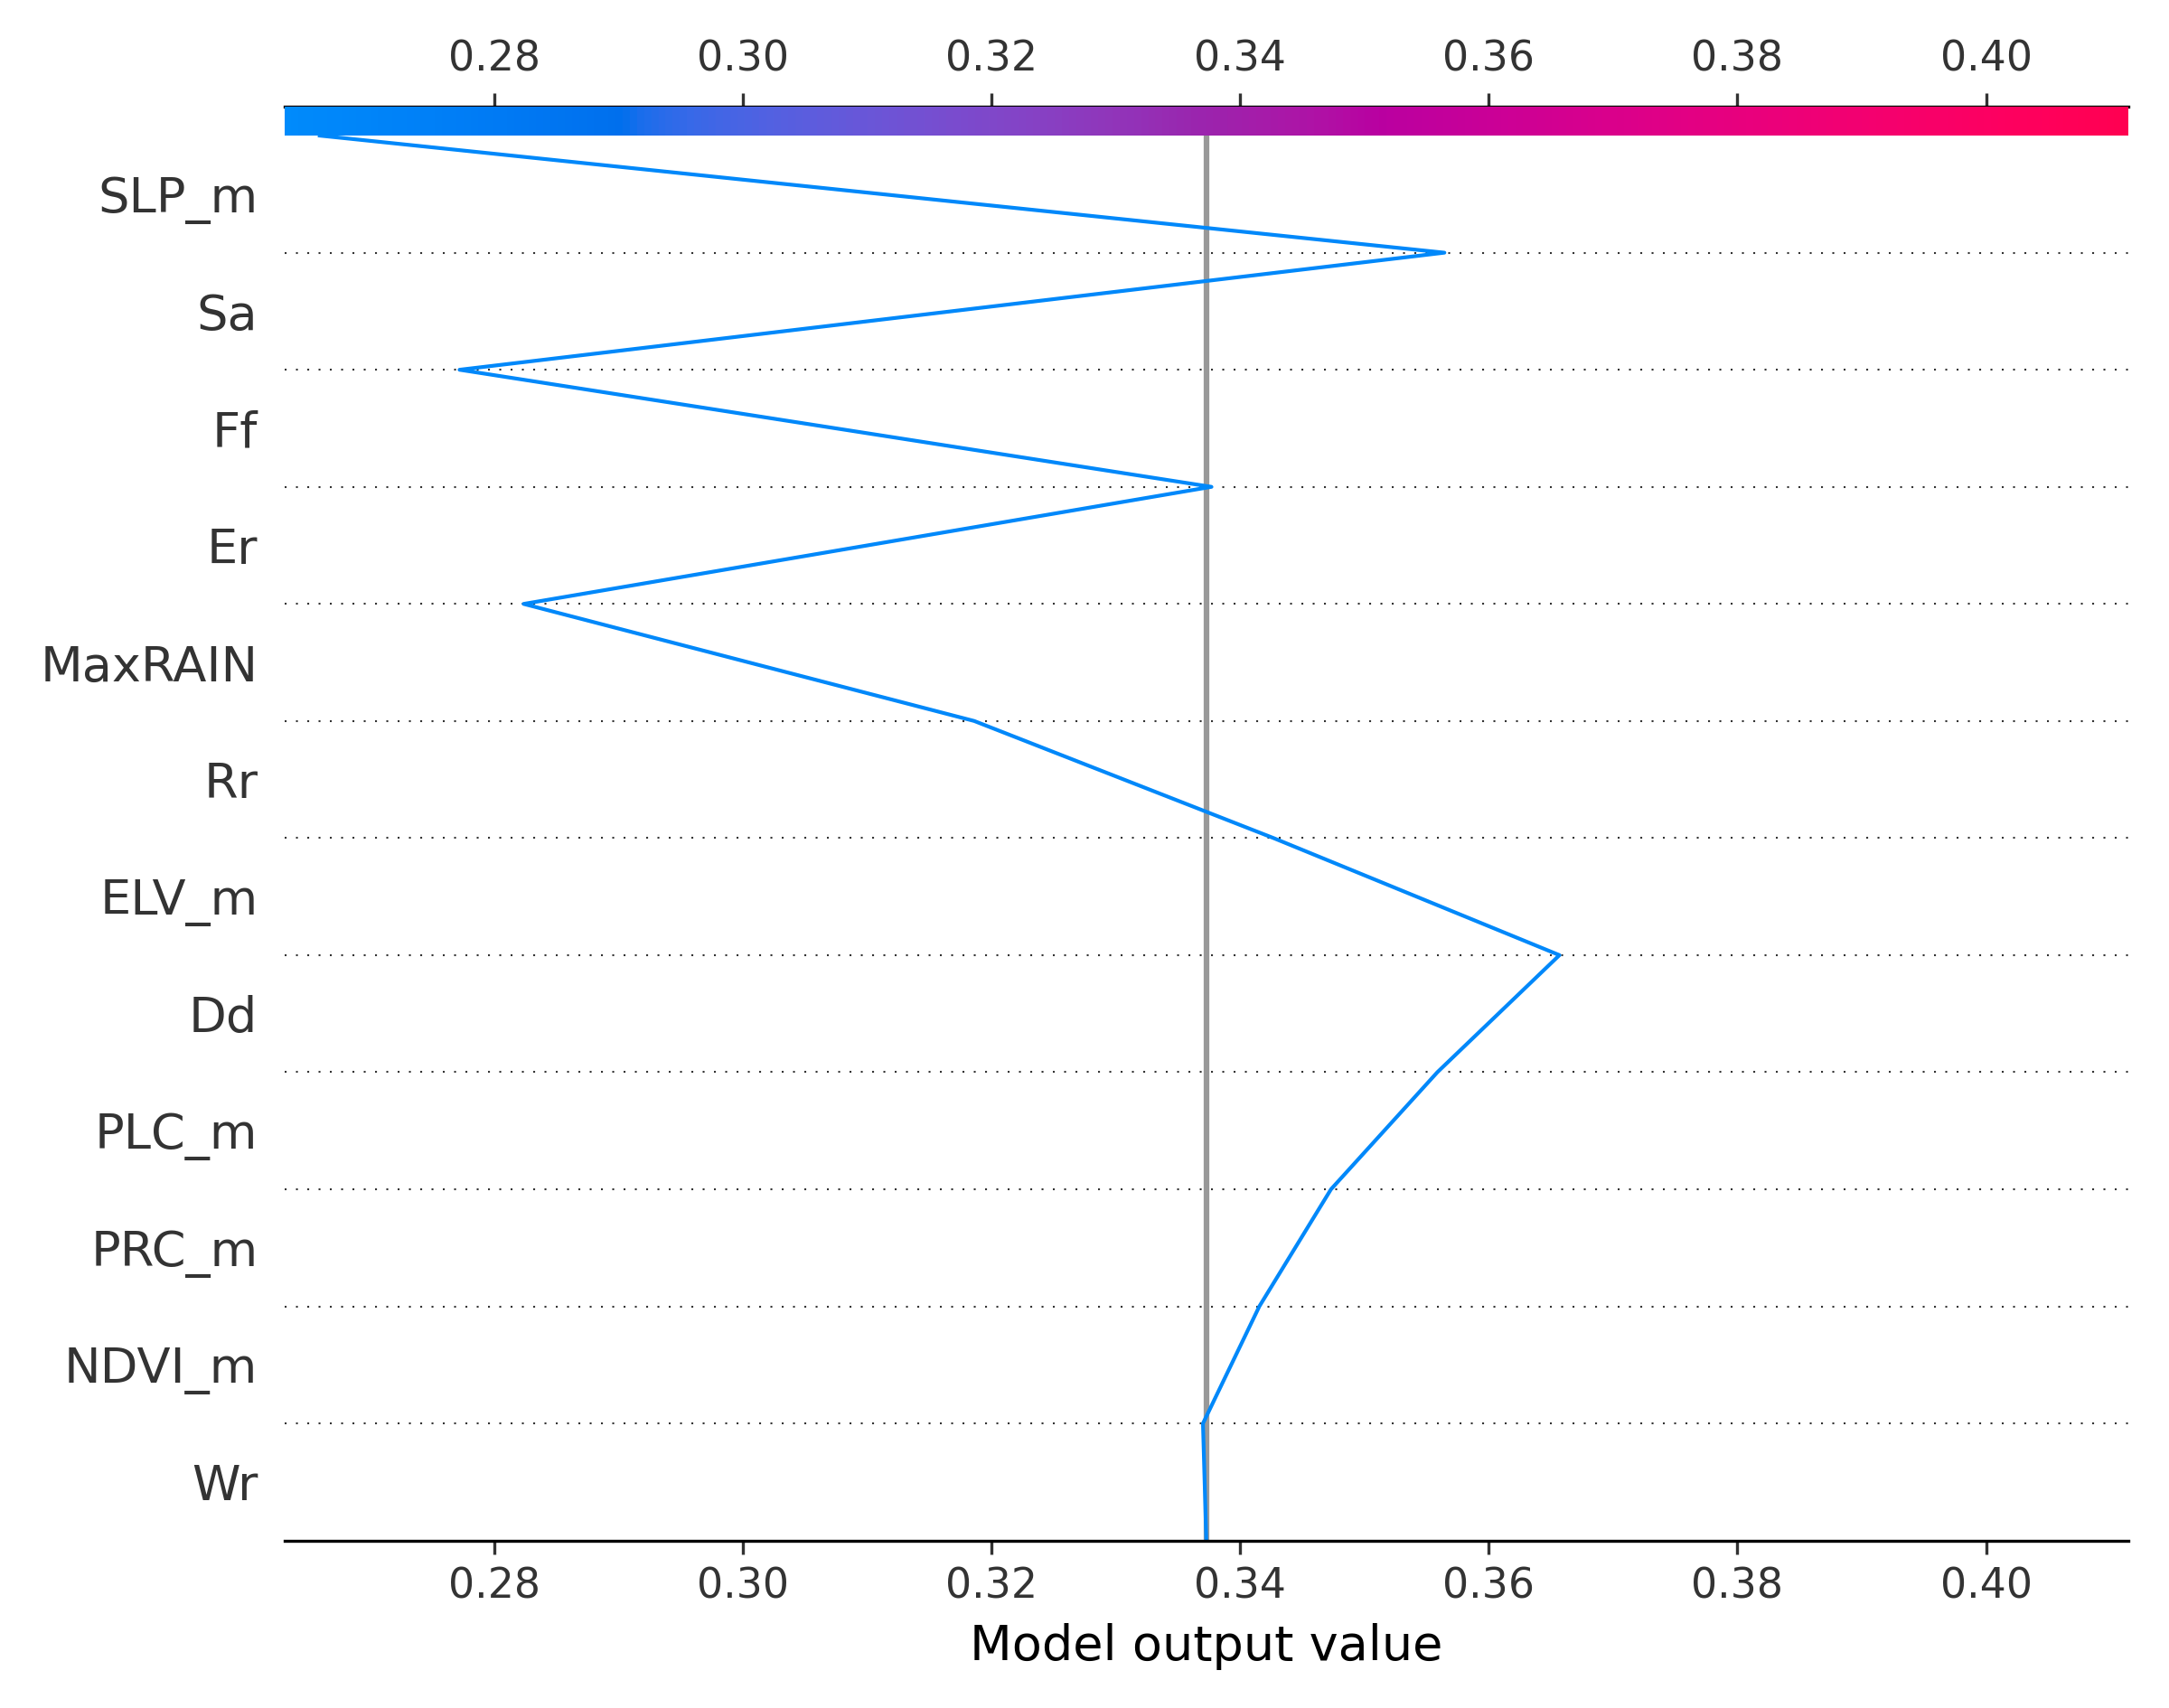 0.28 0.30 0.32 0.34 0.36 0.38 0.40
SLP_m
Sa
Ff
Er
MaxRAIN
Rr
ELV_m
Dd
PLC_m
PRC_m
NDVI_m
Wr
0.28 0.30 0.32 0.34 0.36 0.38 0.40
Model output value